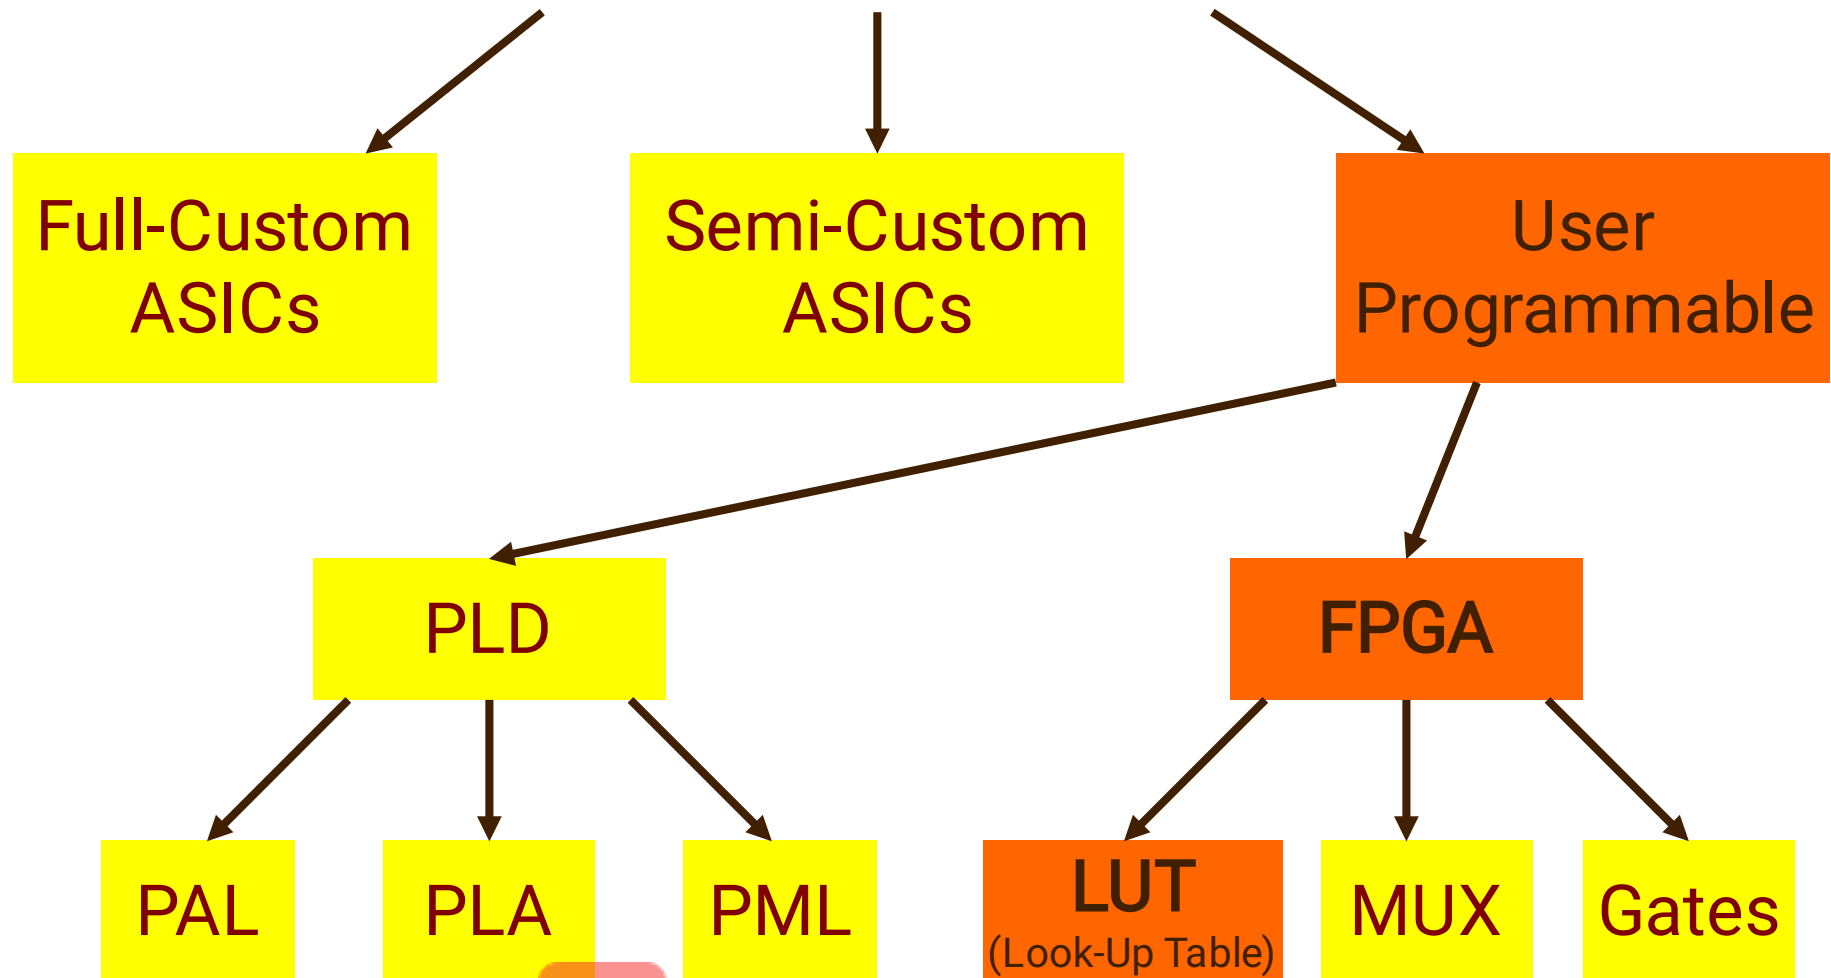 Full-Custom
ASICs
Semi-Custom
ASICs
User
Programmable
PLD
FPGA
PAL
PLA
PML
LUT
(Look-Up Table)
MUX
Gates